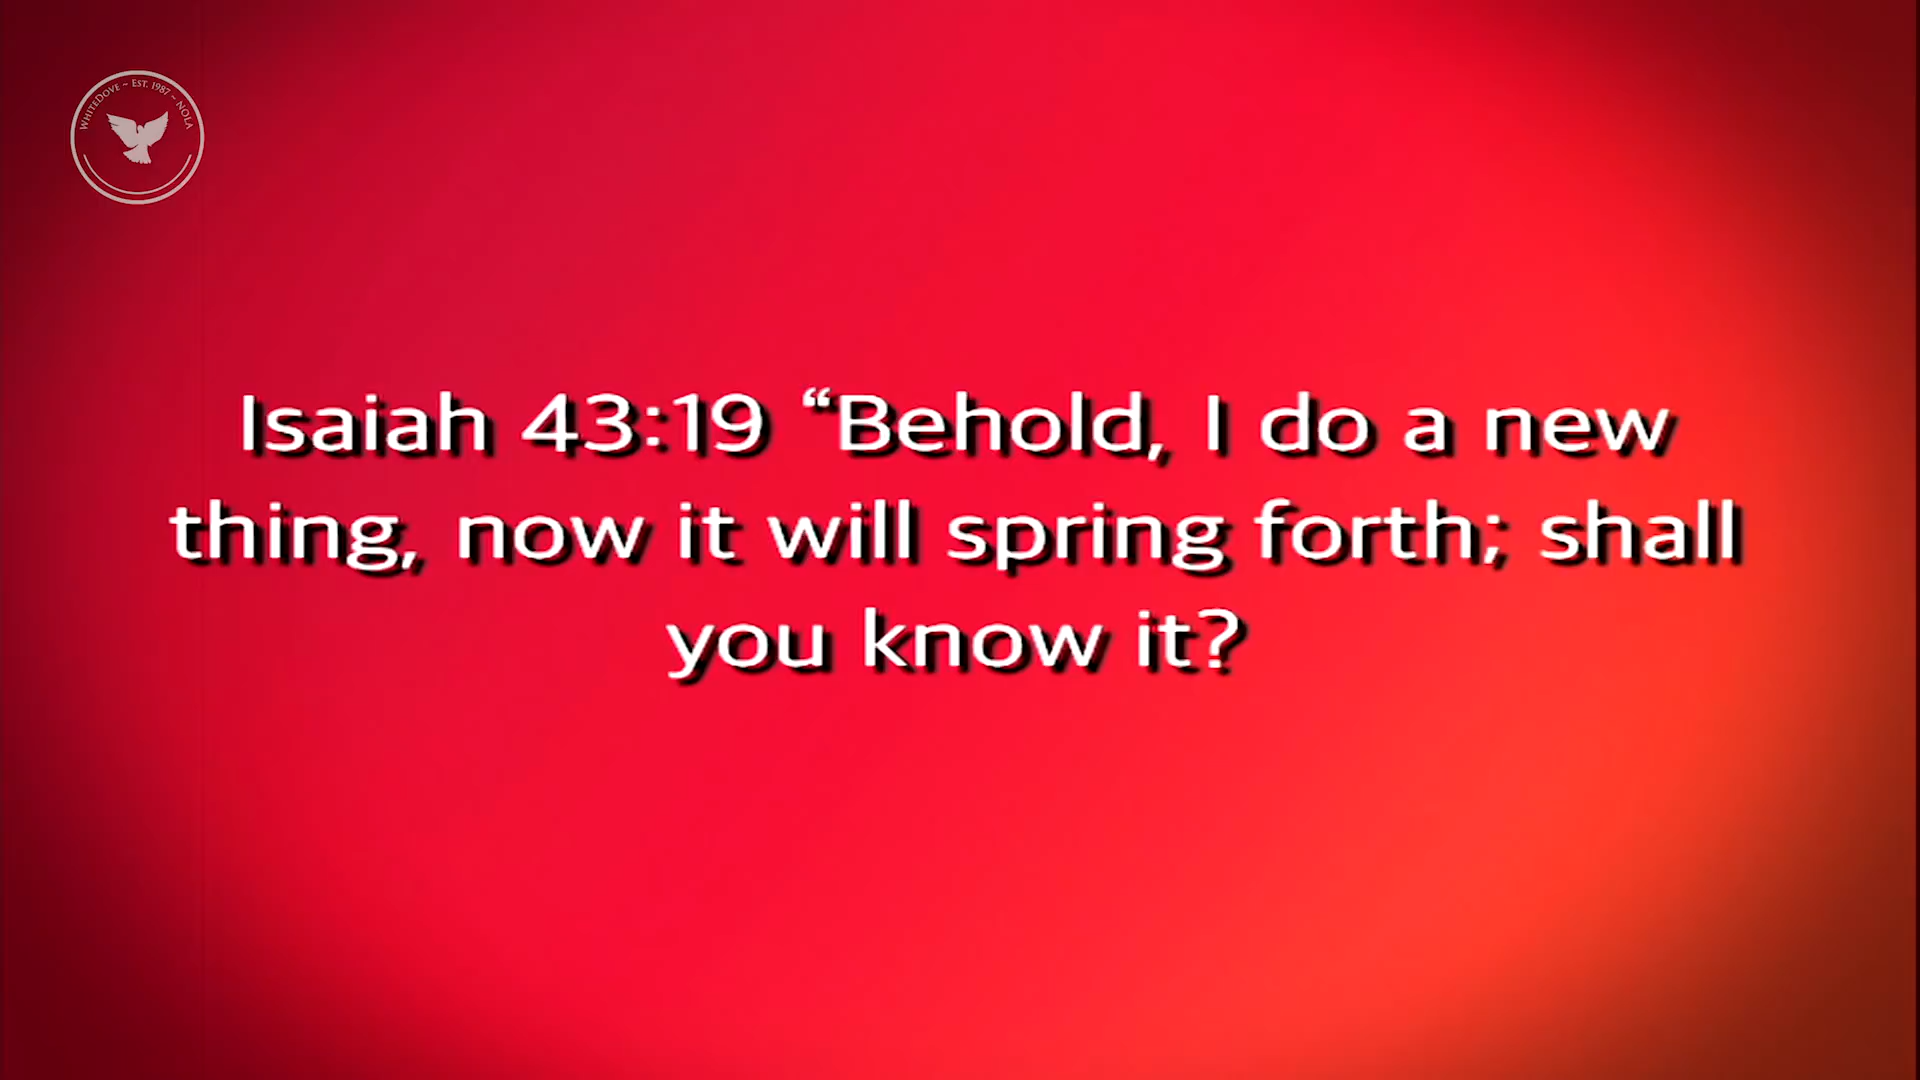 WHITEDOVE ~ EST. 1987 ~ NOLA
Isaiah 43:19 “Behold, I do a new
thing, now it will spring forth; shall
you know it?